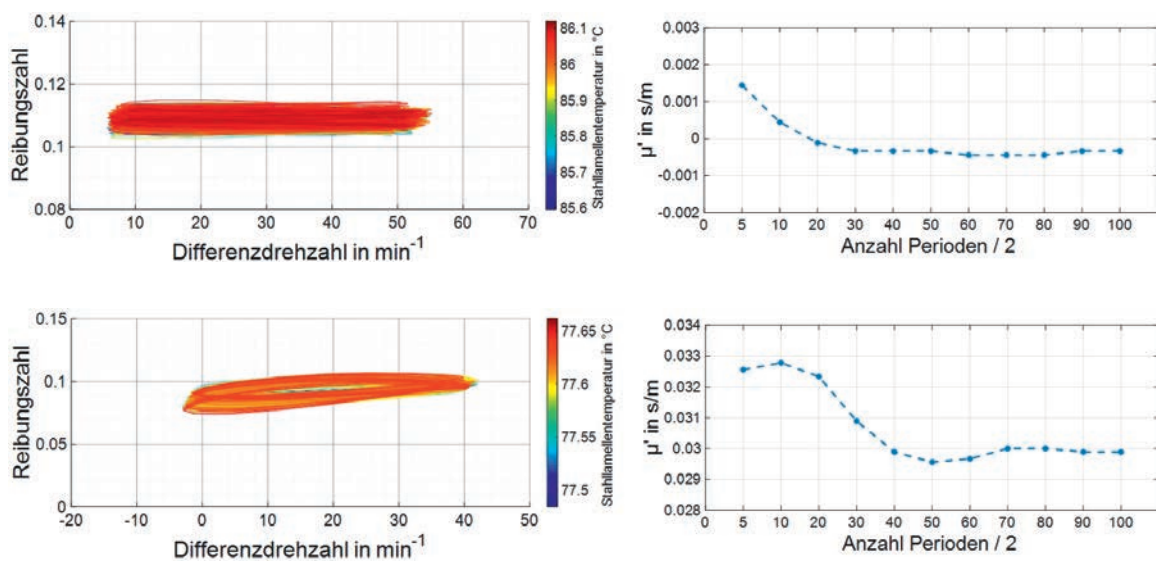 0.14
0.12
0.1
0.08
Reibungszahl
0 10 20 30 40 50 60 70
Differenzdrehzahl in min-1
86.1
86
85.9
85.8
85.7
85.6
Stahllamellentemperatur in °C
0.003
0.002
0.001
0
-0.001
-0.002
µ' in s/m
0 5 10 20 30 40 50 60 70 80 90 100
Anzahl Perioden / 2
0.15
0.1
0.05
0
Reibungszahl
-20 -10 0 10 20 30 40 50
Differenzdrehzahl in min-1
77.65
77.6
77.55
77.5
Stahllamellentemperatur in °C
0.034
0.033
0.032
0.031
0.03
0.029
0.028
µ' in s/m
0 5 10 20 30 40 50 60 70 80 90 100
Anzahl Perioden / 2